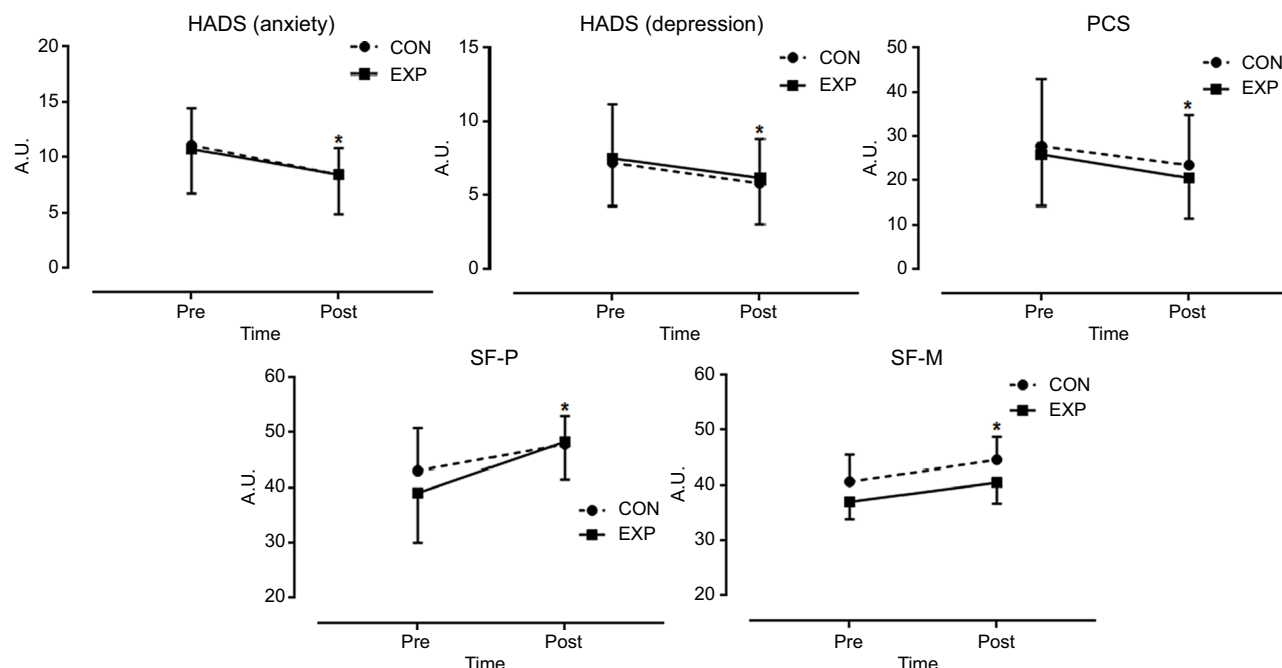 HADS (anxiety)
20
15
10
5
0
A.U.
CON
EXP
*
Pre
Post
Time
HADS (depression)
15
10
5
0
A.U.
CON
EXP
*
Pre
Post
Time
PCS
50
40
30
20
10
0
A.U.
CON
EXP
*
Pre
Post
Time
SF-P
60
50
40
30
20
A.U.
*
CON
EXP
Pre
Post
Time
SF-M
60
50
40
30
20
A.U.
CON
EXP
*
Pre
Post
Time